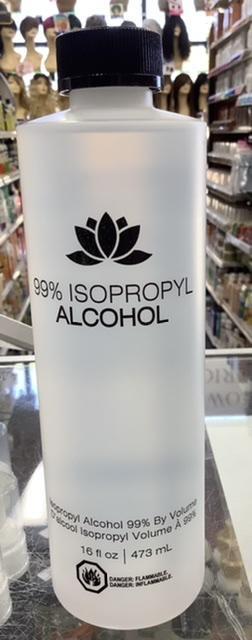 99% ISOPROPYL
ALCOHOL
Isopropyl Alcohol 99% By Volume
D'alcool Isopropyl Volume À 99%
16 fl oz | 473 mL
DANGER: FLAMMABLE.
DANGER: INFLAMMABLE.